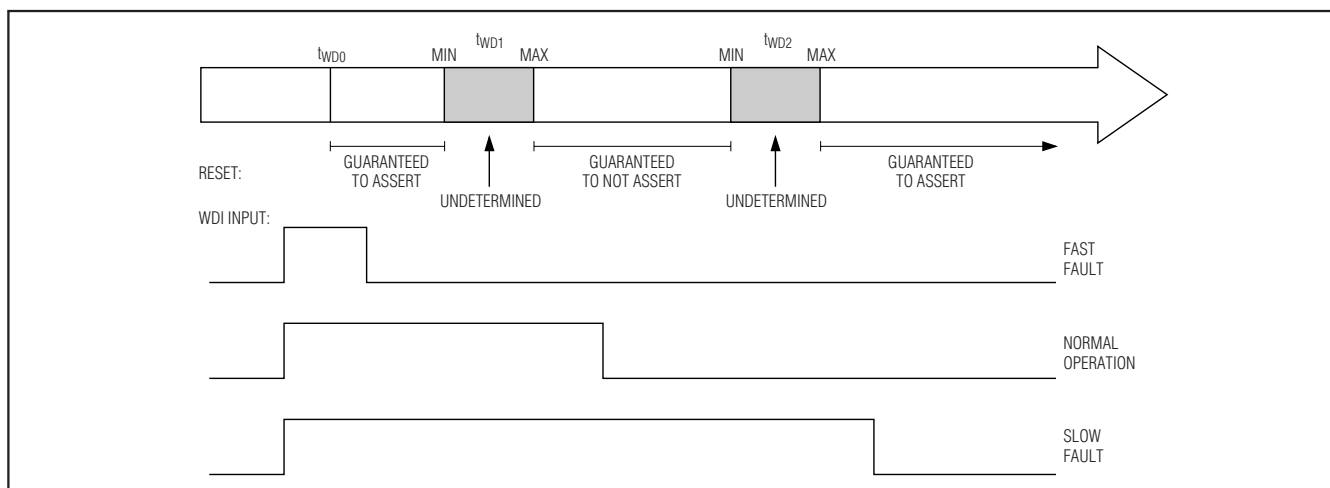 tWD0
MIN
tWD1
MAX
MIN
tWD2
MAX
RESET:
GUARANTEED
TO ASSERT
UNDETERMINED
GUARANTEED
TO NOT ASSERT
UNDETERMINED
GUARANTEED
TO ASSERT
WDI INPUT:
FAST
FAULT
NORMAL
OPERATION
SLOW
FAULT